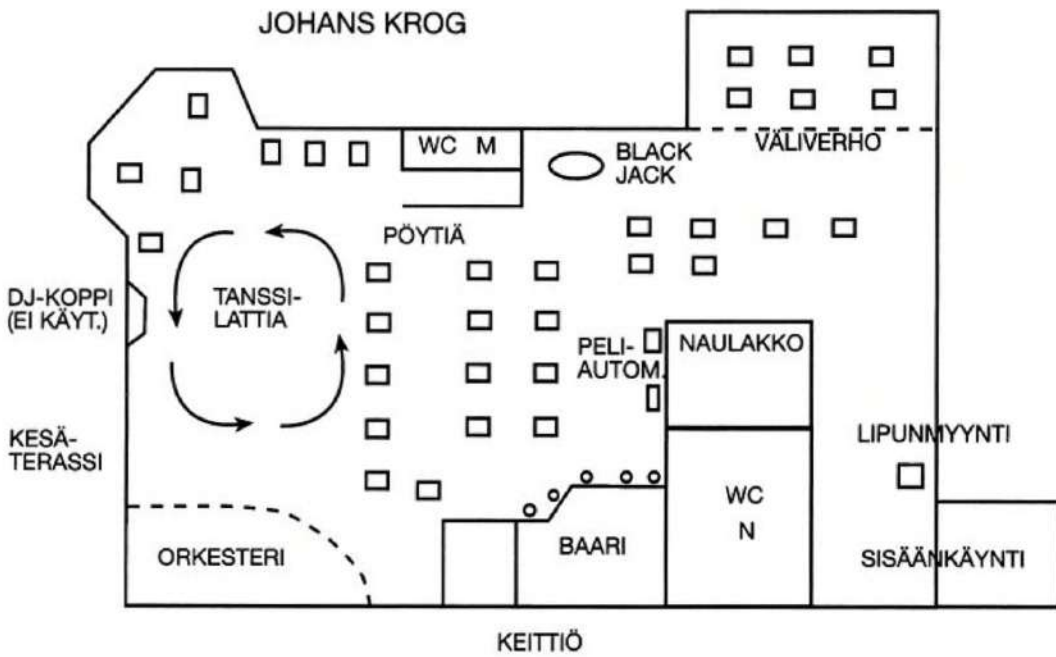 JOHANS KROG
WC M
BLACK
JACK
VÄLIVERHO
PÖYTIÄ
DJ-KOPPI
(EI KÄYT.)
TANSSI-
LATTIA
PELI-
AUTOM.
NAULAKKO
KESÄ-
TERASSI
LIPUNMYYNTI
WC
N
ORKESTERI
BAARI
SISÄÄNKÄYNTI
KEITTIÖ